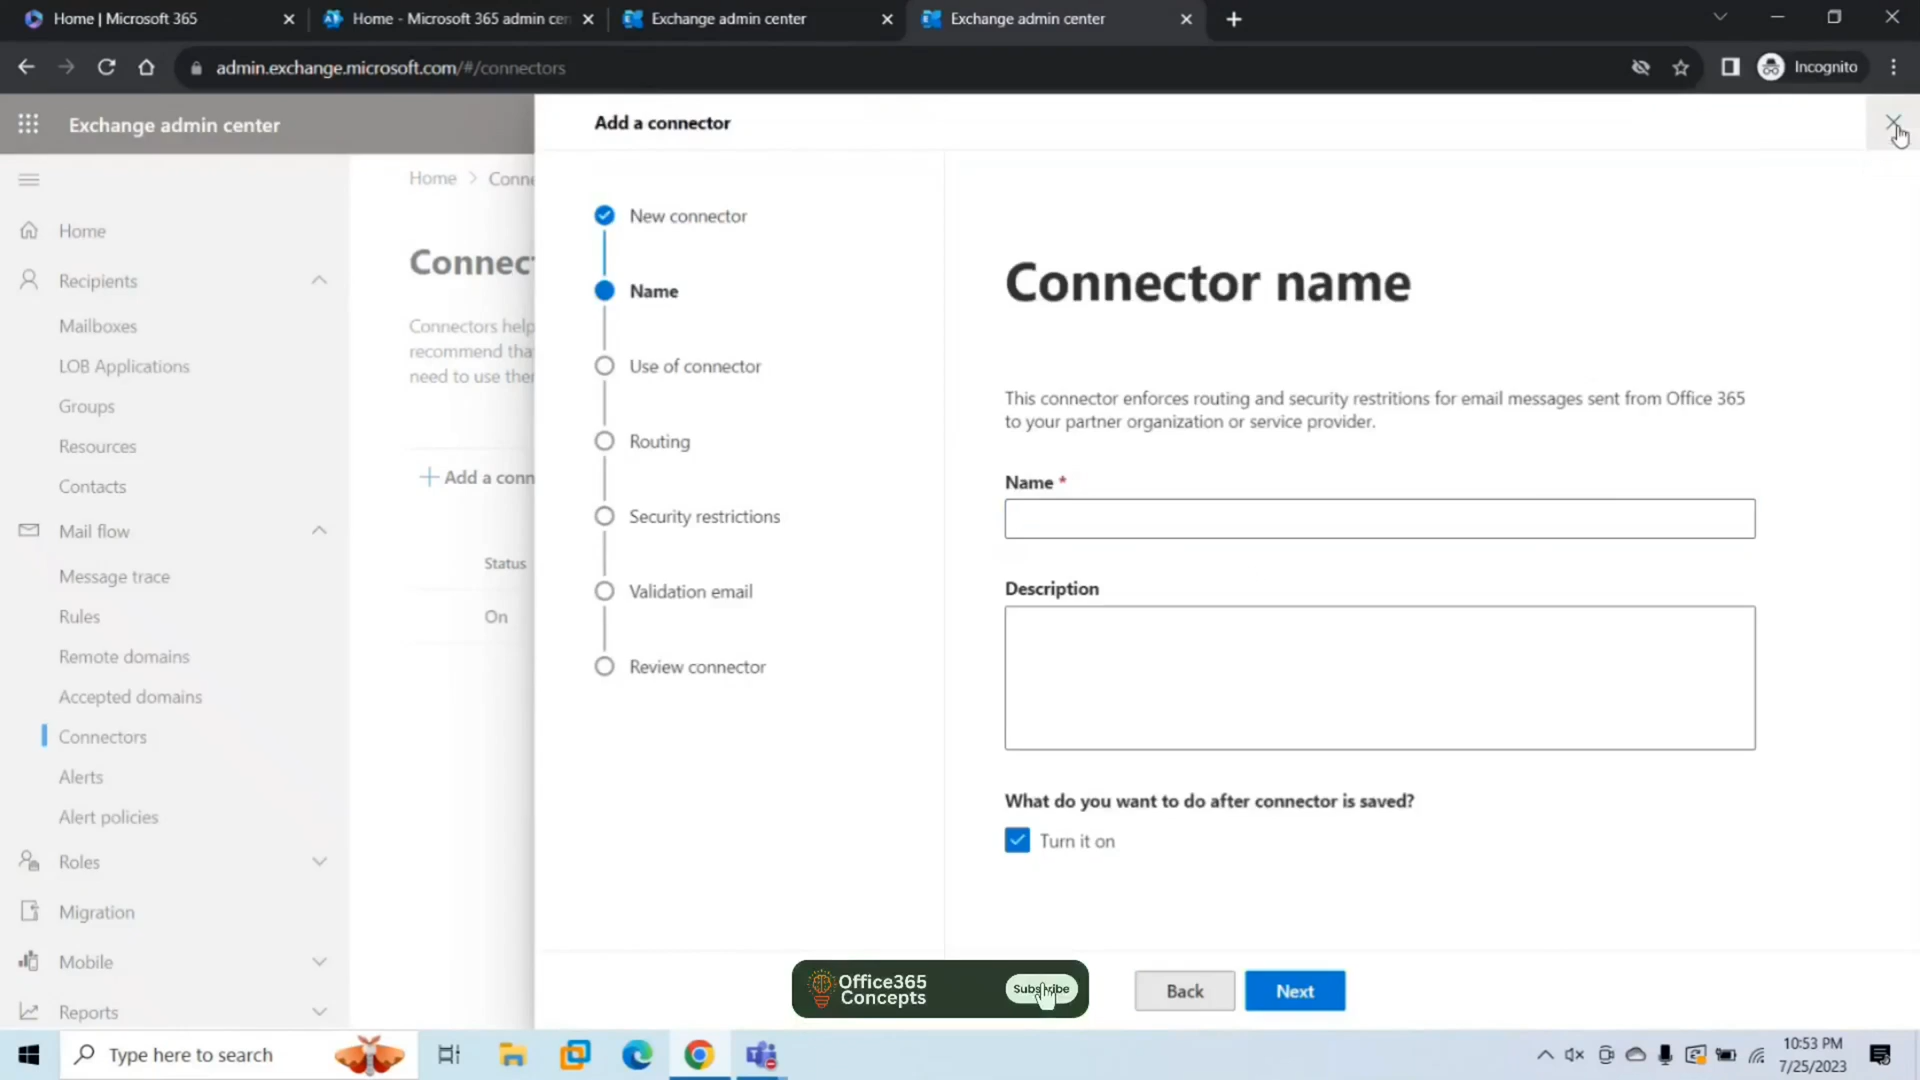 Home | Microsoft 365
Home - Microsoft 365 admin cen
Exchange admin center
Exchange admin center
admin.exchange.microsoft.com/#/connectors
Incognito
Exchange admin center
Add a connector
Home > Conne
Home
Recipients
Mailboxes
LOB Applications
Groups
Resources
Contacts
Mail flow
Message trace
Rules
Remote domains
Accepted domains
Connectors
Alerts
Alert policies
Roles
Migration
Mobile
Reports
Connect
Connectors help
recommend that
need to use ther
Add a conn
Status
On
New connector
Name
Use of connector
Routing
Security restrictions
Validation email
Review connector
Connector name
This connector enforces routing and security restritions for email messages sent from Office 365
to your partner organization or service provider.
Name *
Description
What do you want to do after connector is saved?
Turn it on
Office365
Concepts
Subscribe
Back
Next
Type here to search
10:53 PM
7/25/2023